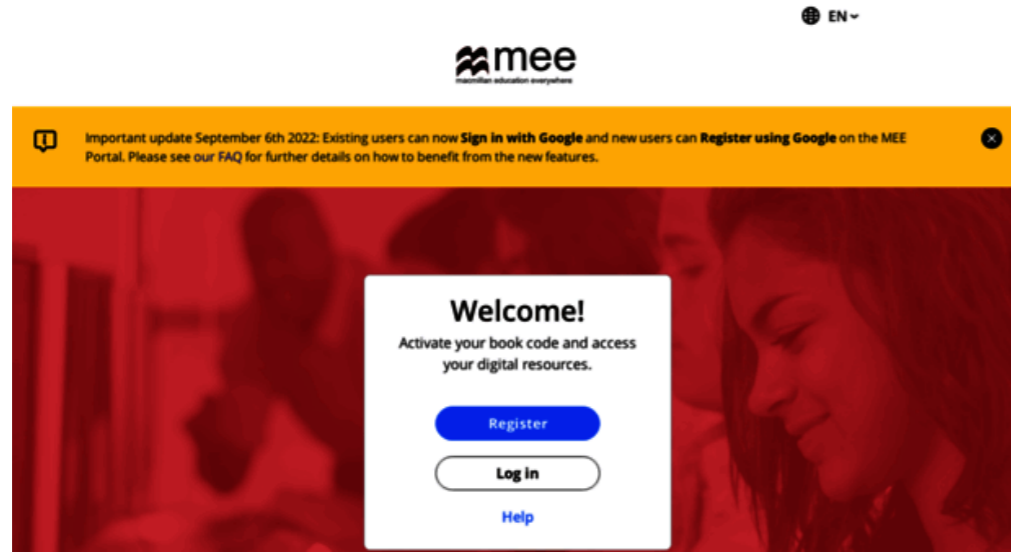 EN
mee
macmillan education everywhere
Important update September 6th 2022: Existing users can now Sign in with Google and new users can Register using Google on the MEE
Portal. Please see our FAQ for further details on how to benefit from the new features.
Welcome!
Activate your book code and access
your digital resources.
Register
Log in
Help